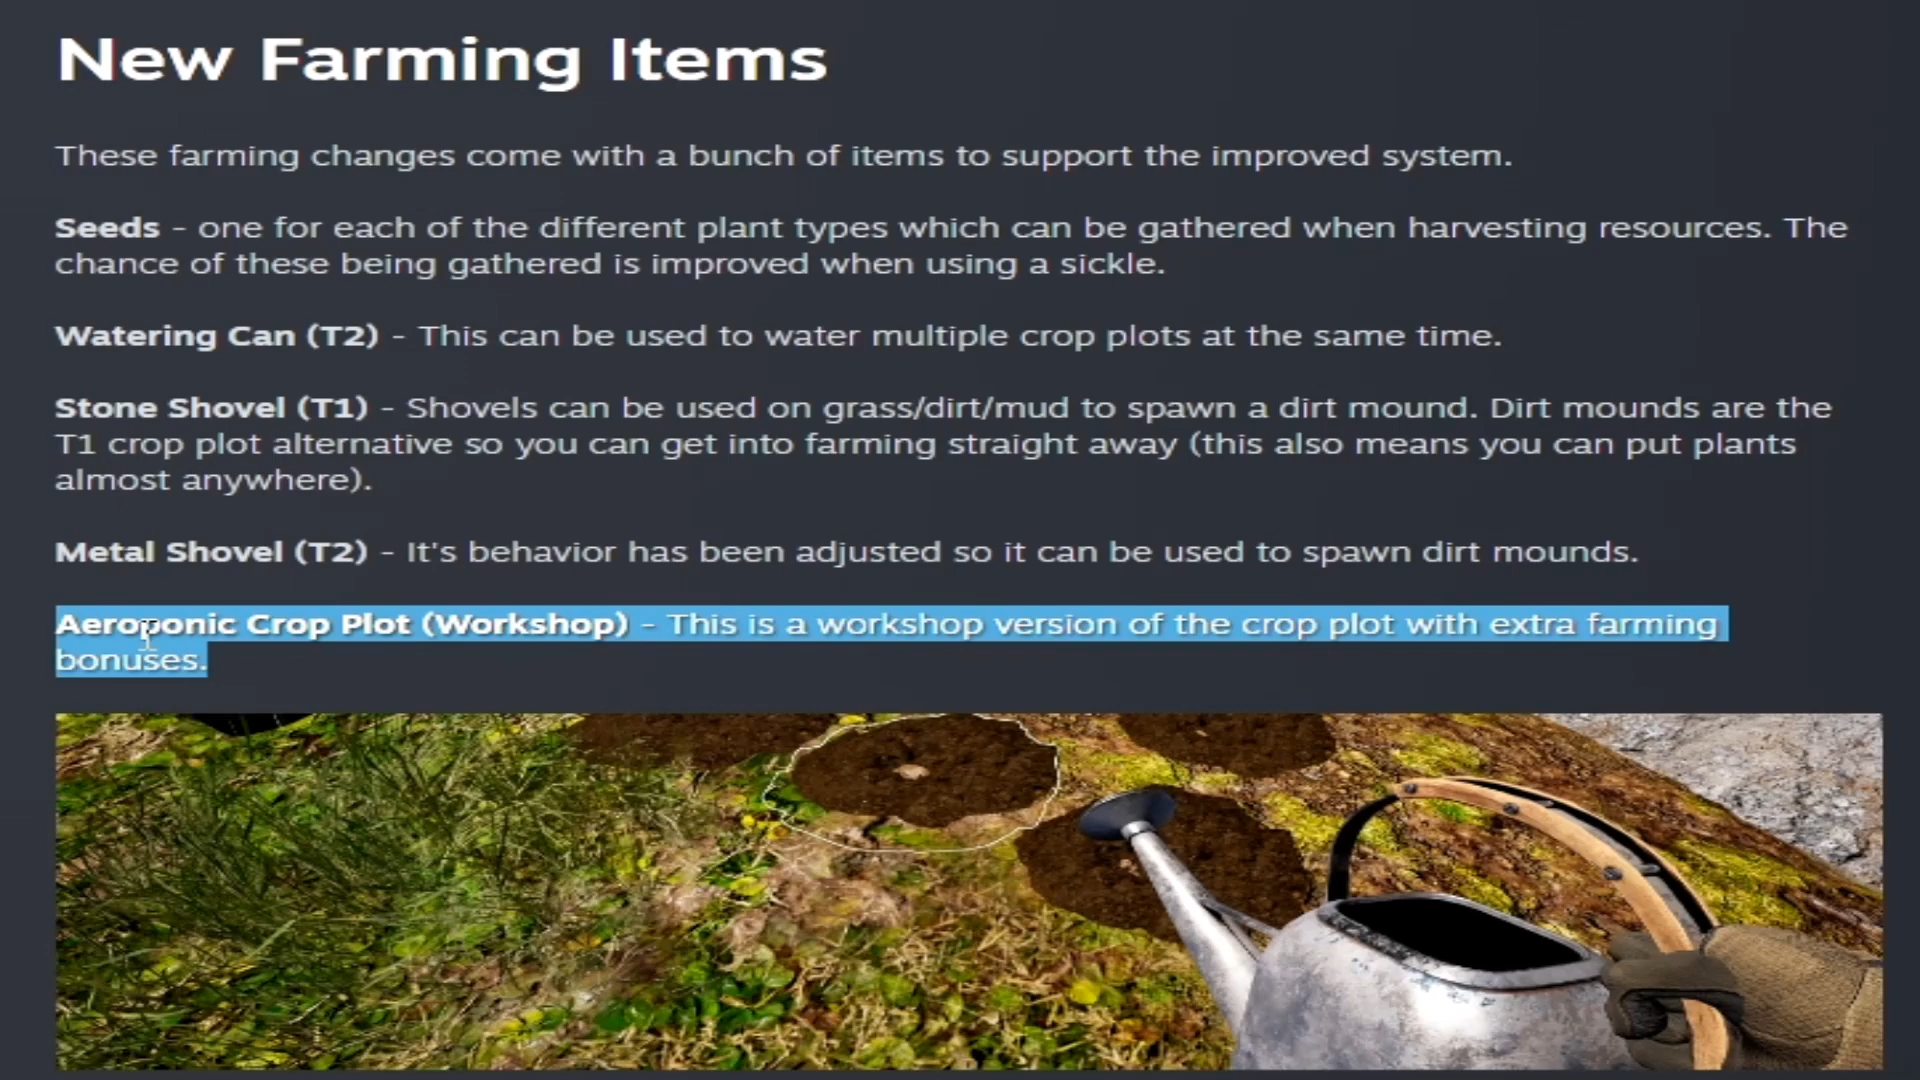 New Farming Items
These farming changes come with a bunch of items to support the improved system.
Seeds - one for each of the different plant types which can be gathered when harvesting resources. The
chance of these being gathered is improved when using a sickle.
Watering Can (T2) - This can be used to water multiple crop plots at the same time.
Stone Shovel (T1) - Shovels can be used on grass/dirt/mud to spawn a dirt mound. Dirt mounds are the
T1 crop plot alternative so you can get into farming straight away (this also means you can put plants
almost anywhere).
Metal Shovel (T2) - It's behavior has been adjusted so it can be used to spawn dirt mounds.
Aeroponic Crop Plot (Workshop) - This is a workshop version of the crop plot with extra farming
bonuses.